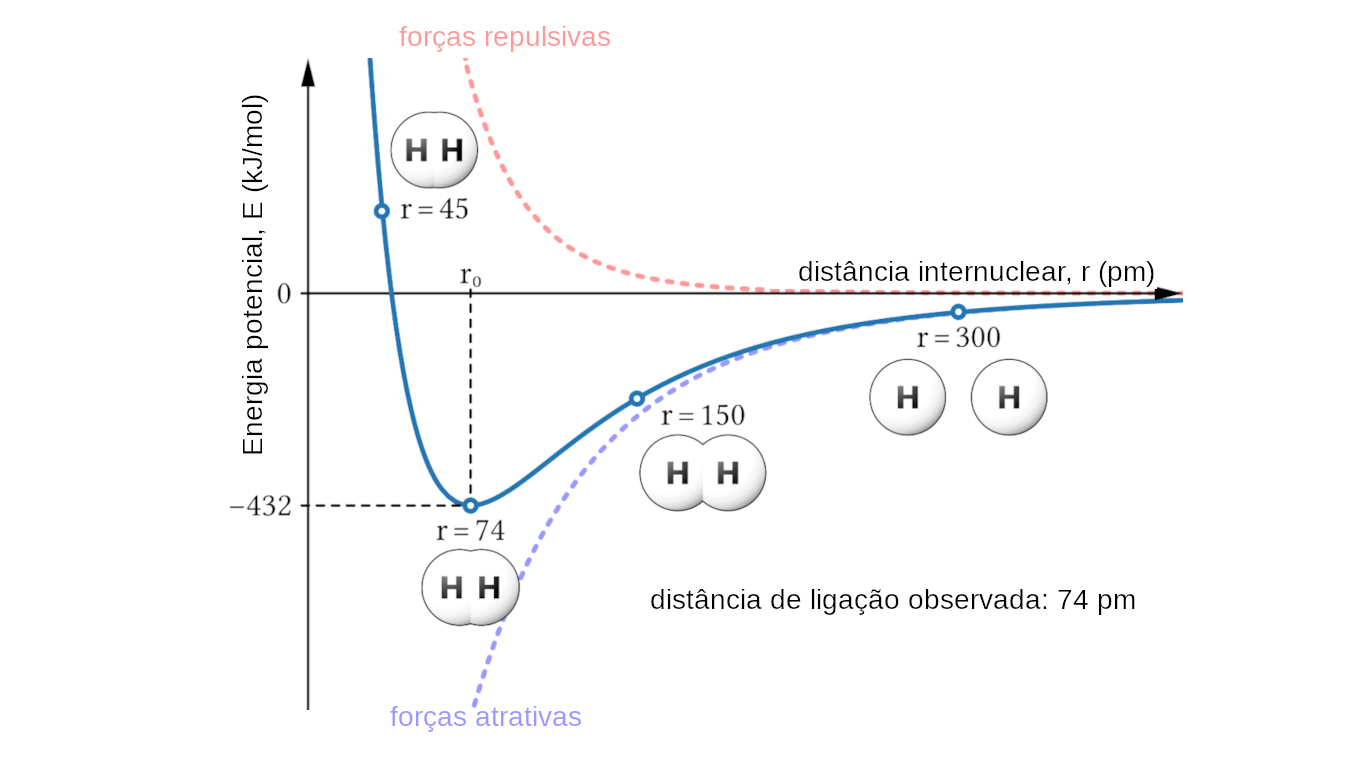 forças repulsivas
Energia potencial, E (kJ/mol)
H H
r = 45
r₀
distância internuclear, r (pm)
0
r = 300
H H
r = 150
H H
−432
r = 74
H H
distância de ligação observada: 74 pm
forças atrativas